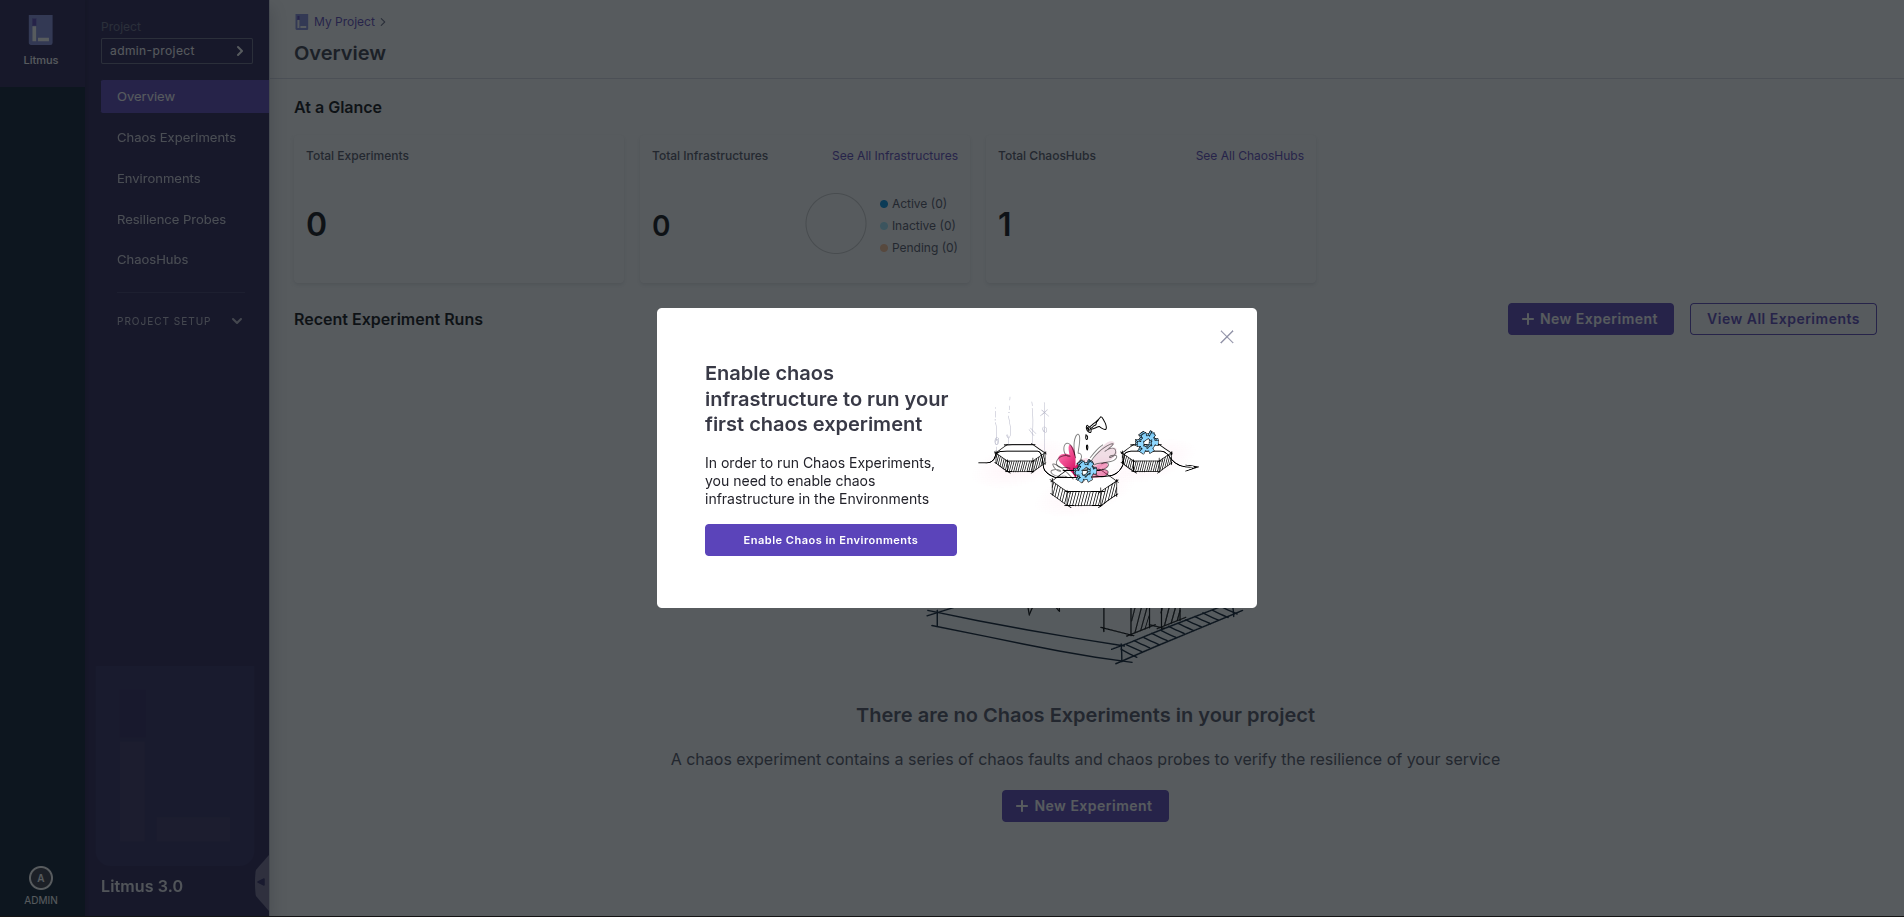 Litmus
Project
admin-project
Overview
Chaos Experiments
Environments
Resilience Probes
ChaosHubs
PROJECT SETUP
Litmus 3.0
A
ADMIN
My Project
Overview
At a Glance
Total Experiments
0
Total Infrastructures
See All Infrastructures
0
Active (0)
Inactive (0)
Pending (0)
Total ChaosHubs
See All ChaosHubs
1
Recent Experiment Runs
+ New Experiment
View All Experiments
Enable chaos
infrastructure to run your
first chaos experiment
In order to run Chaos Experiments,
you need to enable chaos
infrastructure in the Environments
Enable Chaos in Environments
There are no Chaos Experiments in your project
A chaos experiment contains a series of chaos faults and chaos probes to verify the resilience of your service
+ New Experiment